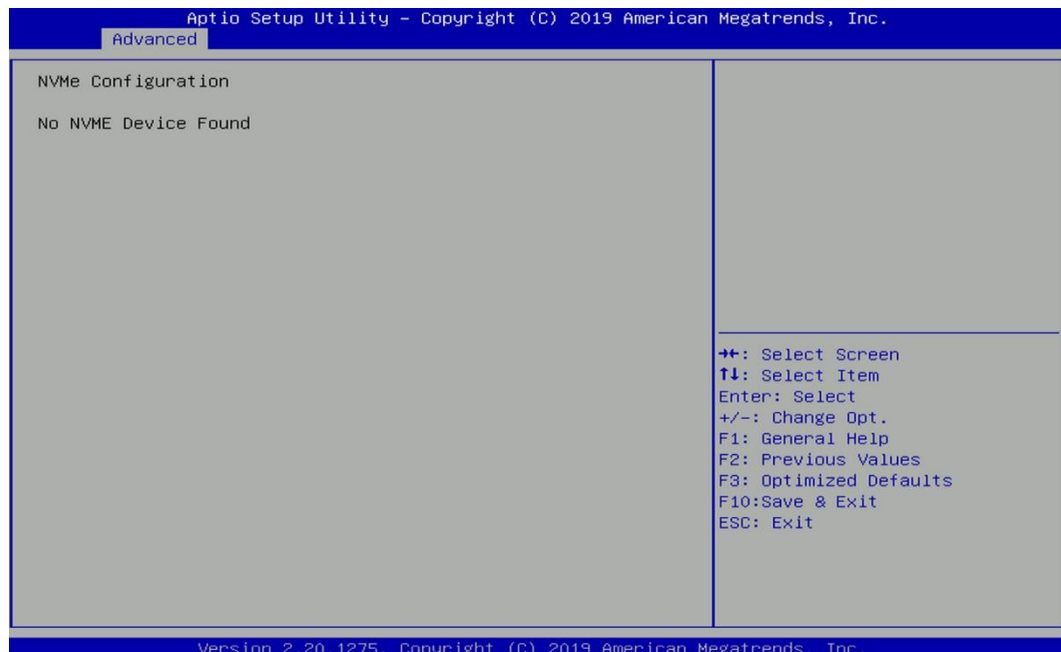 Aptio Setup Utility – Copyright (C) 2019 American Megatrends, Inc.
Advanced
NVMe Configuration
No NVME Device Found
→←: Select Screen
↑↓: Select Item
Enter: Select
+/-: Change Opt.
F1: General Help
F2: Previous Values
F3: Optimized Defaults
F10:Save & Exit
ESC: Exit
Version 2.20.1275. Copyright (C) 2019 American Megatrends, Inc.